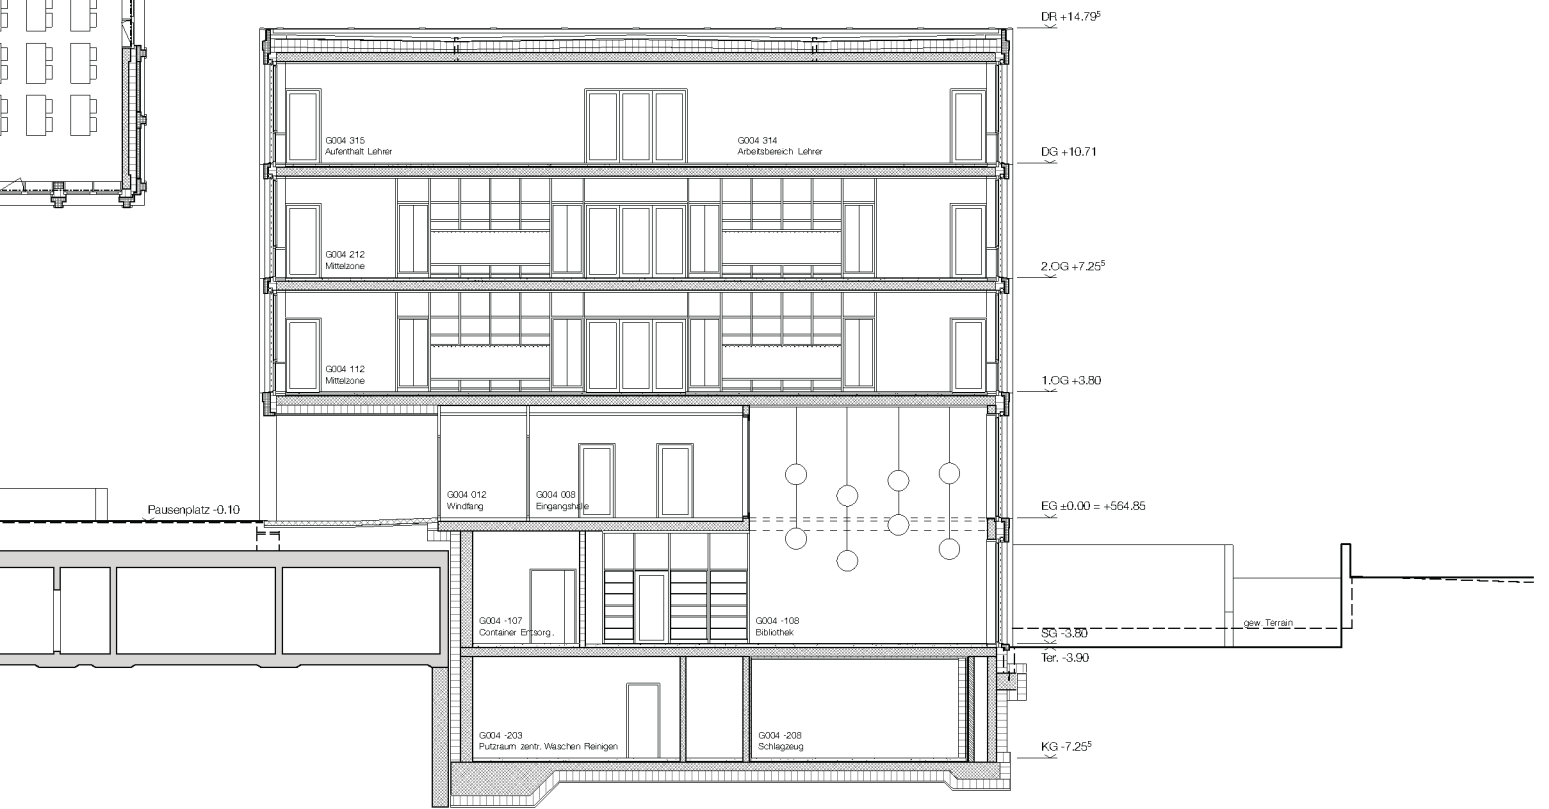 DR +14.79⁵
G004 315
Aufenthalt Lehrer
G004 314
Arbeitsbereich Lehrer
DG +10.71
G004 212
Mittelzone
2.OG +7.25⁵
G004 112
Mittelzone
1.OG +3.80
G004 012
Windfang
G004 008
Eingangshalle
Pausenplatz -0.10
EG ±0.00 = +564.85
G004 -107
Container Entsorg.
G004 -108
Bibliothek
gew. Terrain
SG -3.80
Ter. -3.90
G004 -203
Putzraum zentr. Waschen Reinigen
G004 -208
Schlagzeug
KG -7.25⁵